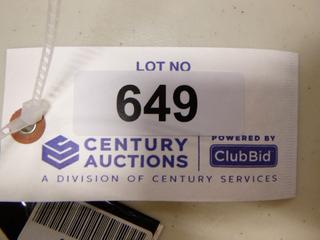 LOT NO
649
CENTURY AUCTIONS
POWERED BY
ClubBid
A DIVISION OF CENTURY SERVICES